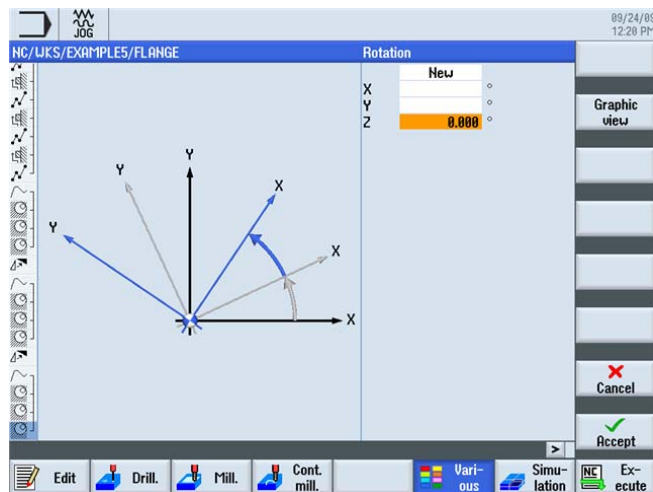 09/24/09
12:20 PM
JOG
NC/WKS/EXAMPLE5/FLANGE
Rotation
New
X °
Y °
Z 0.000 °
Graphic view
Y
Y
X
Y
X
X
Cancel
Accept
>
Edit
Drill.
Mill.
Cont. mill.
Vari- ous
Simu- lation
NC Ex- ecute